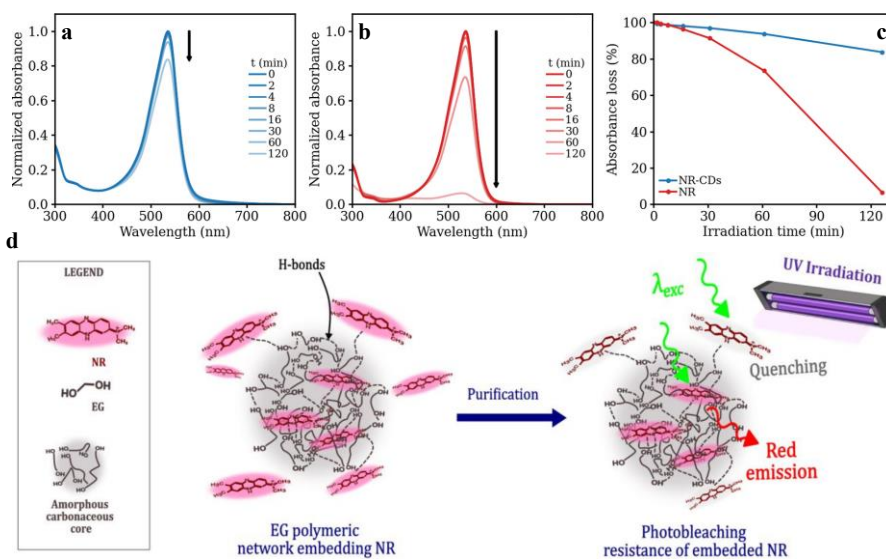 a
1.0
0.8
0.6
0.4
0.2
0.0
Normalized absorbance
t (min)
0
2
4
8
16
30
60
120
300 400 500 600 700 800
Wavelength (nm)
b
1.0
0.8
0.6
0.4
0.2
0.0
Normalized absorbance
t (min)
0
2
4
8
16
30
60
120
300 400 500 600 700 800
Wavelength (nm)
c
100
80
60
40
20
0
Absorbance loss (%)
NR-CDs
NR
0 30 60 90 120
Irradiation time (min)
d
LEGEND
NR
HO OH
EG
Amorphous
carbonaceous
core
H-bonds
EG polymeric
network embedding NR
Purification
λexc
UV Irradiation
Quenching
Red
emission
Photobleaching
resistance of embedded NR